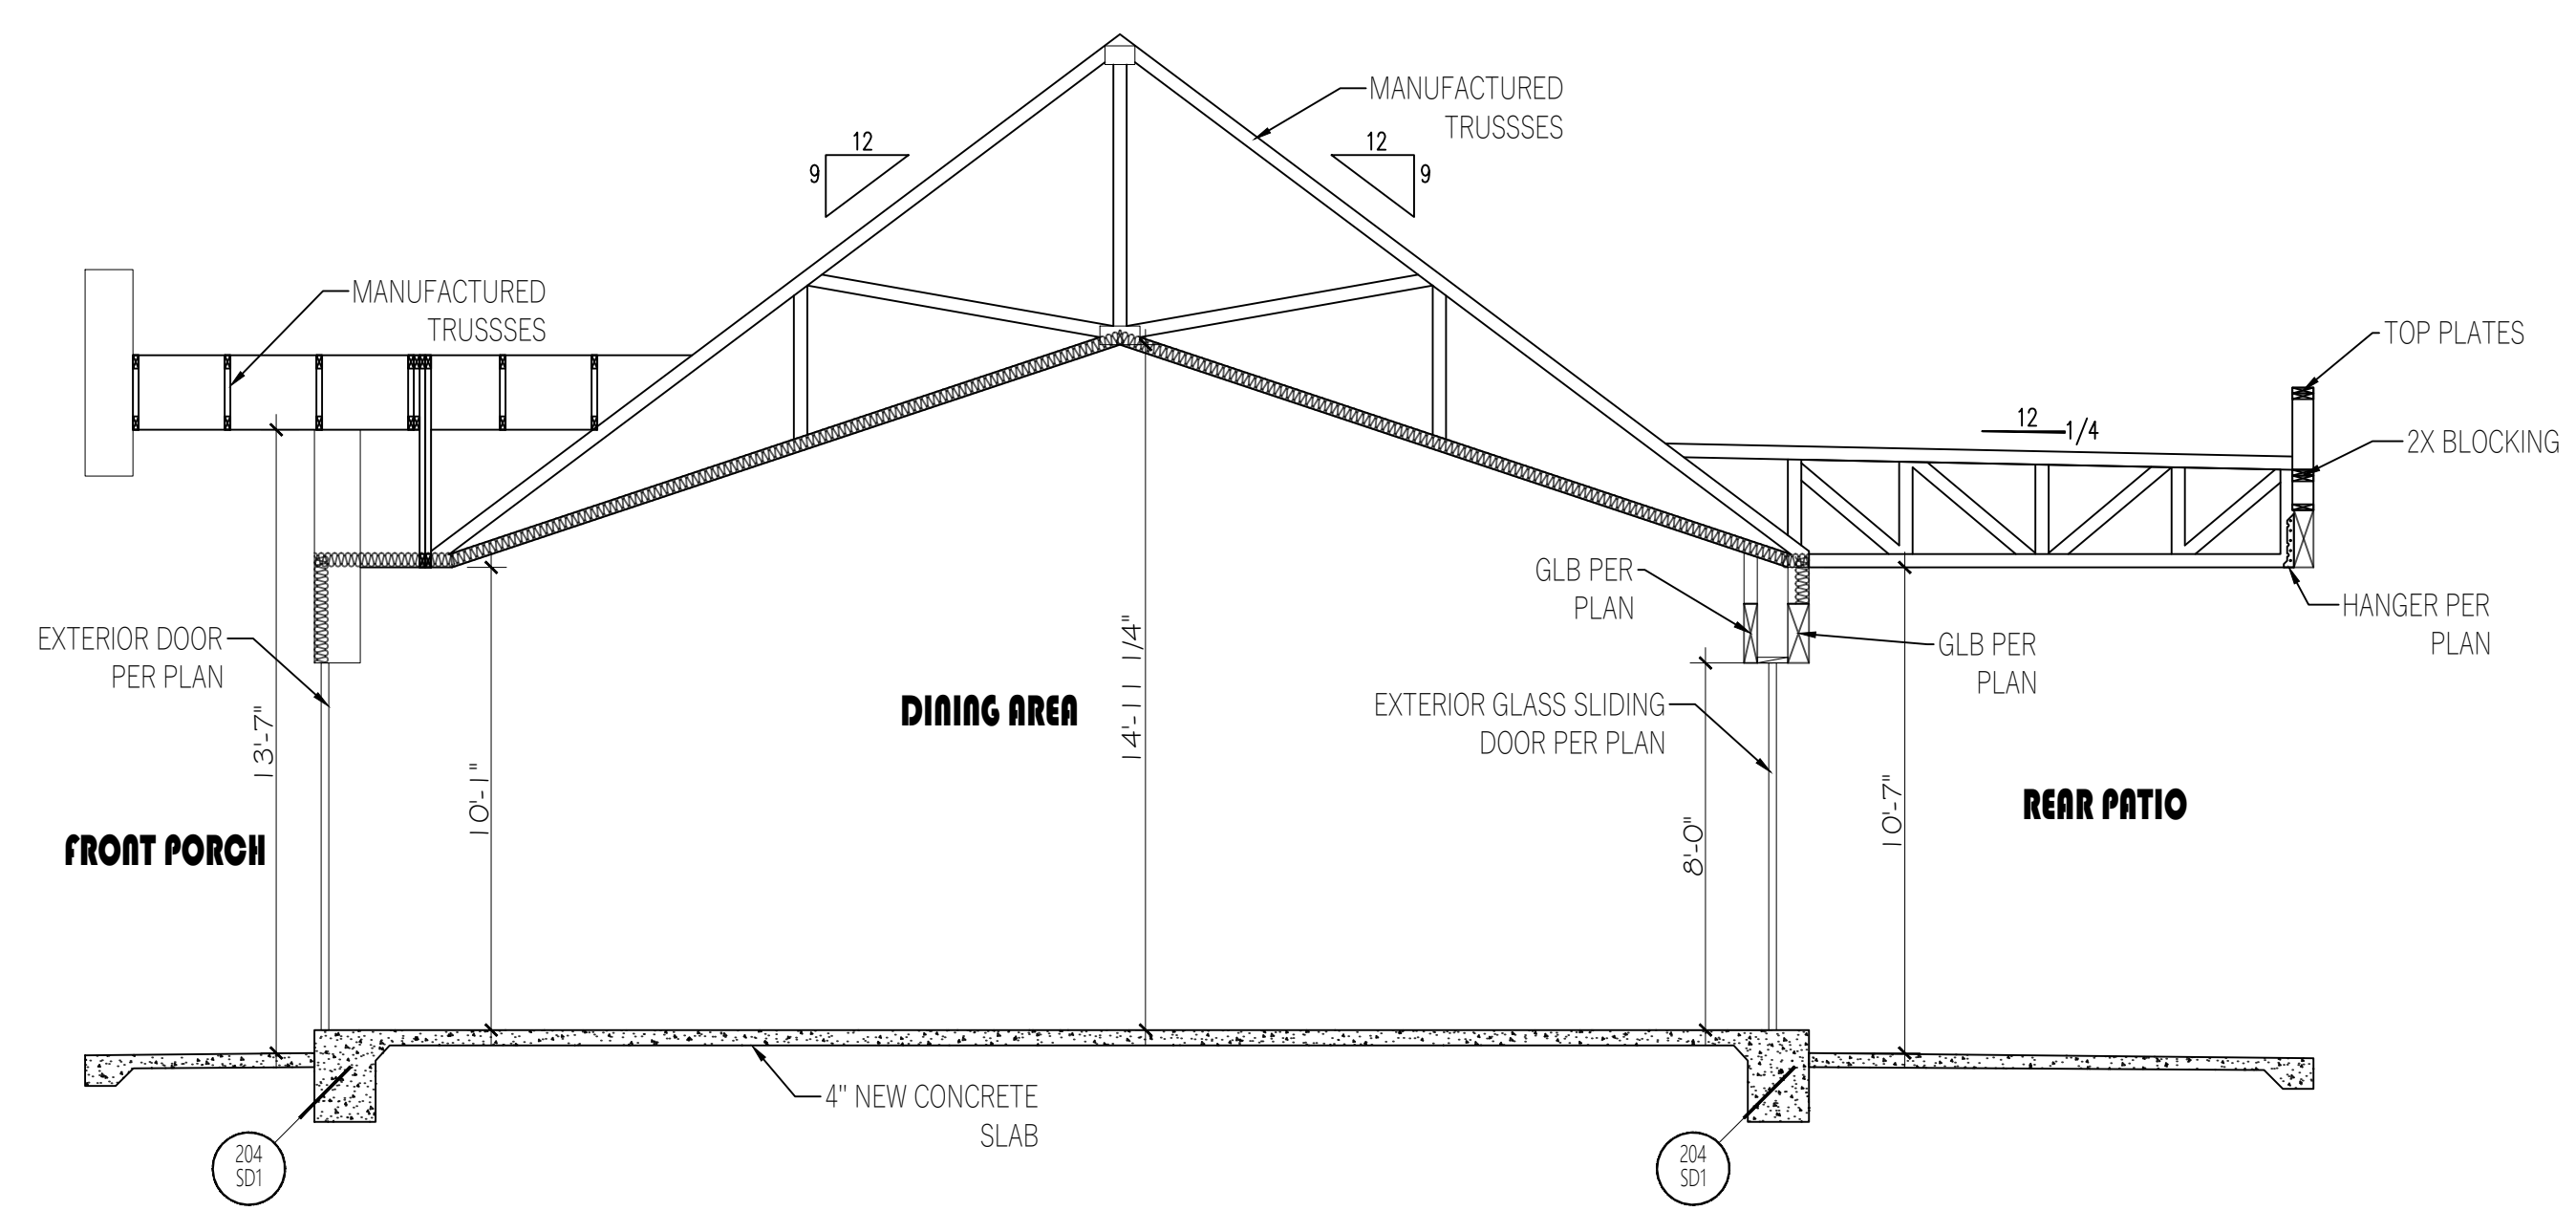 MANUFACTURED
TRUSSSES
12
9
12
9
MANUFACTURED
TRUSSSES
TOP PLATES
12
1/4
2X BLOCKING
GLB PER
PLAN
HANGER PER
PLAN
EXTERIOR DOOR
PER PLAN
GLB PER
PLAN
EXTERIOR GLASS SLIDING
DOOR PER PLAN
DINING AREA
13'-7"
10'-1"
14'-11 1/4"
8'-0"
10'-7"
REAR PATIO
FRONT PORCH
4" NEW CONCRETE
SLAB
204
SD1
204
SD1